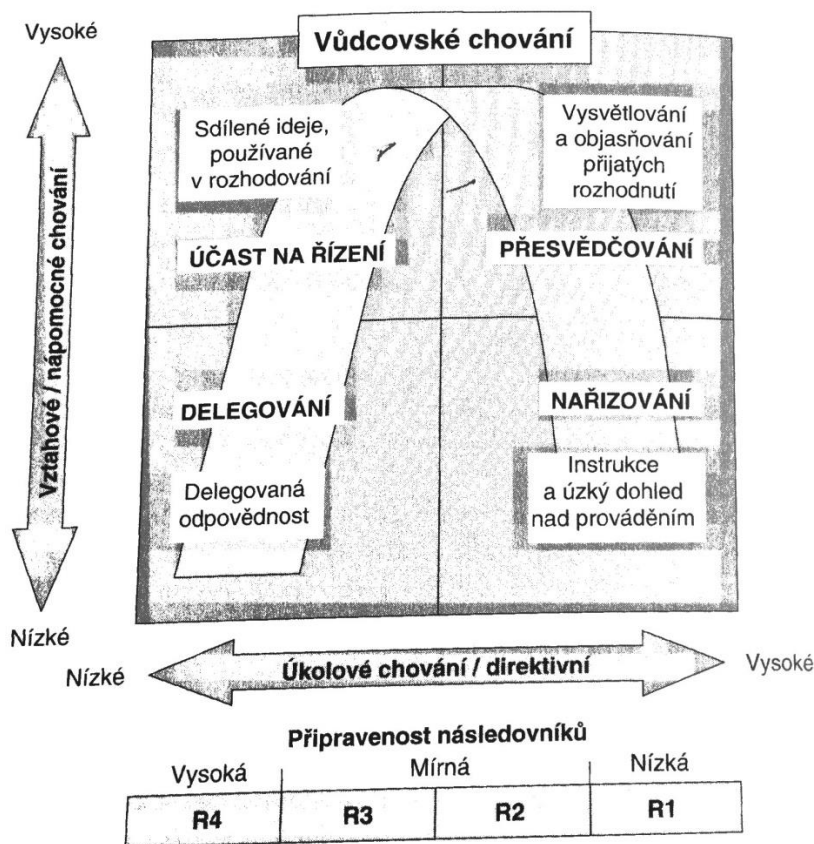 Vysoké
Vůdcovské chování
Sdílené ideje,
používané
v rozhodování
Vysvětlování
a objasňování
přijatých
rozhodnutí
ÚČAST NA ŘÍZENÍ
PŘESVĚDČOVÁNÍ
Vztahové / nápomocné chování
DELEGOVÁNÍ
NAŘIZOVÁNÍ
Delegovaná
odpovědnost
Instrukce
a úzký dohled
nad prováděním
Nízké
Nízké
Úkolové chování / direktivní
Vysoké
Připravenost následovníků
Vysoká
Mírná
Nízká
R4
R3
R2
R1